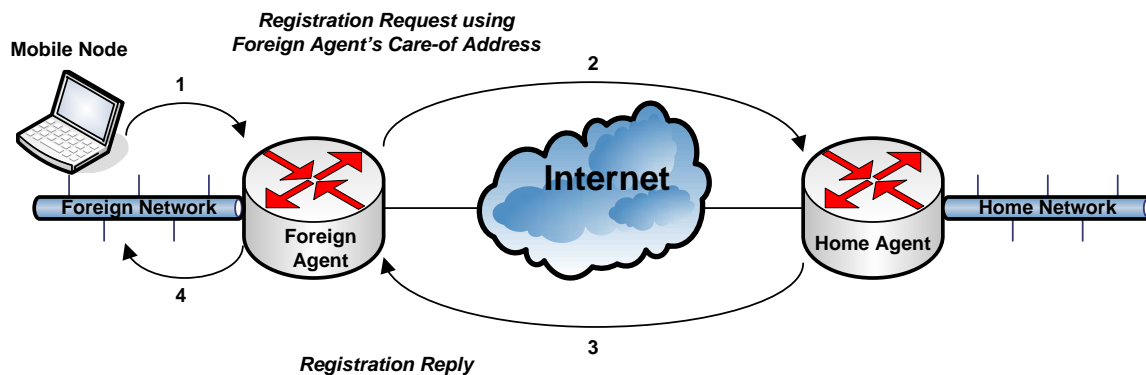 Registration Request using
Foreign Agent's Care-of Address
Mobile Node
1
2
Internet
Foreign Network
Foreign
Agent
Home Agent
Home Network
4
3
Registration Reply